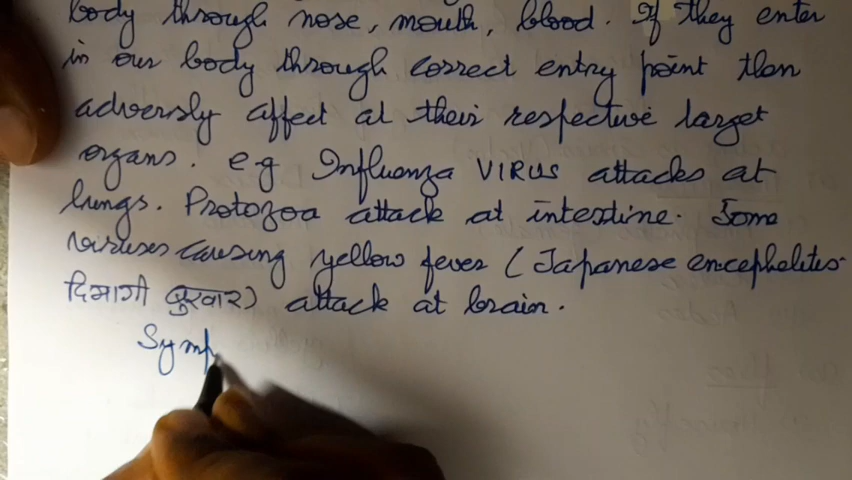 body through nose, mouth, blood. If they enter
in our body through correct entry point then
adversly affect at their respective target
organs. e.g Influenza VIRUS attacks at
lungs. Protozoa attack at intestine. Some
viruses causing yellow fever (Japanese encephelites-
दिमागी बुखार) attack at brain.
Symp